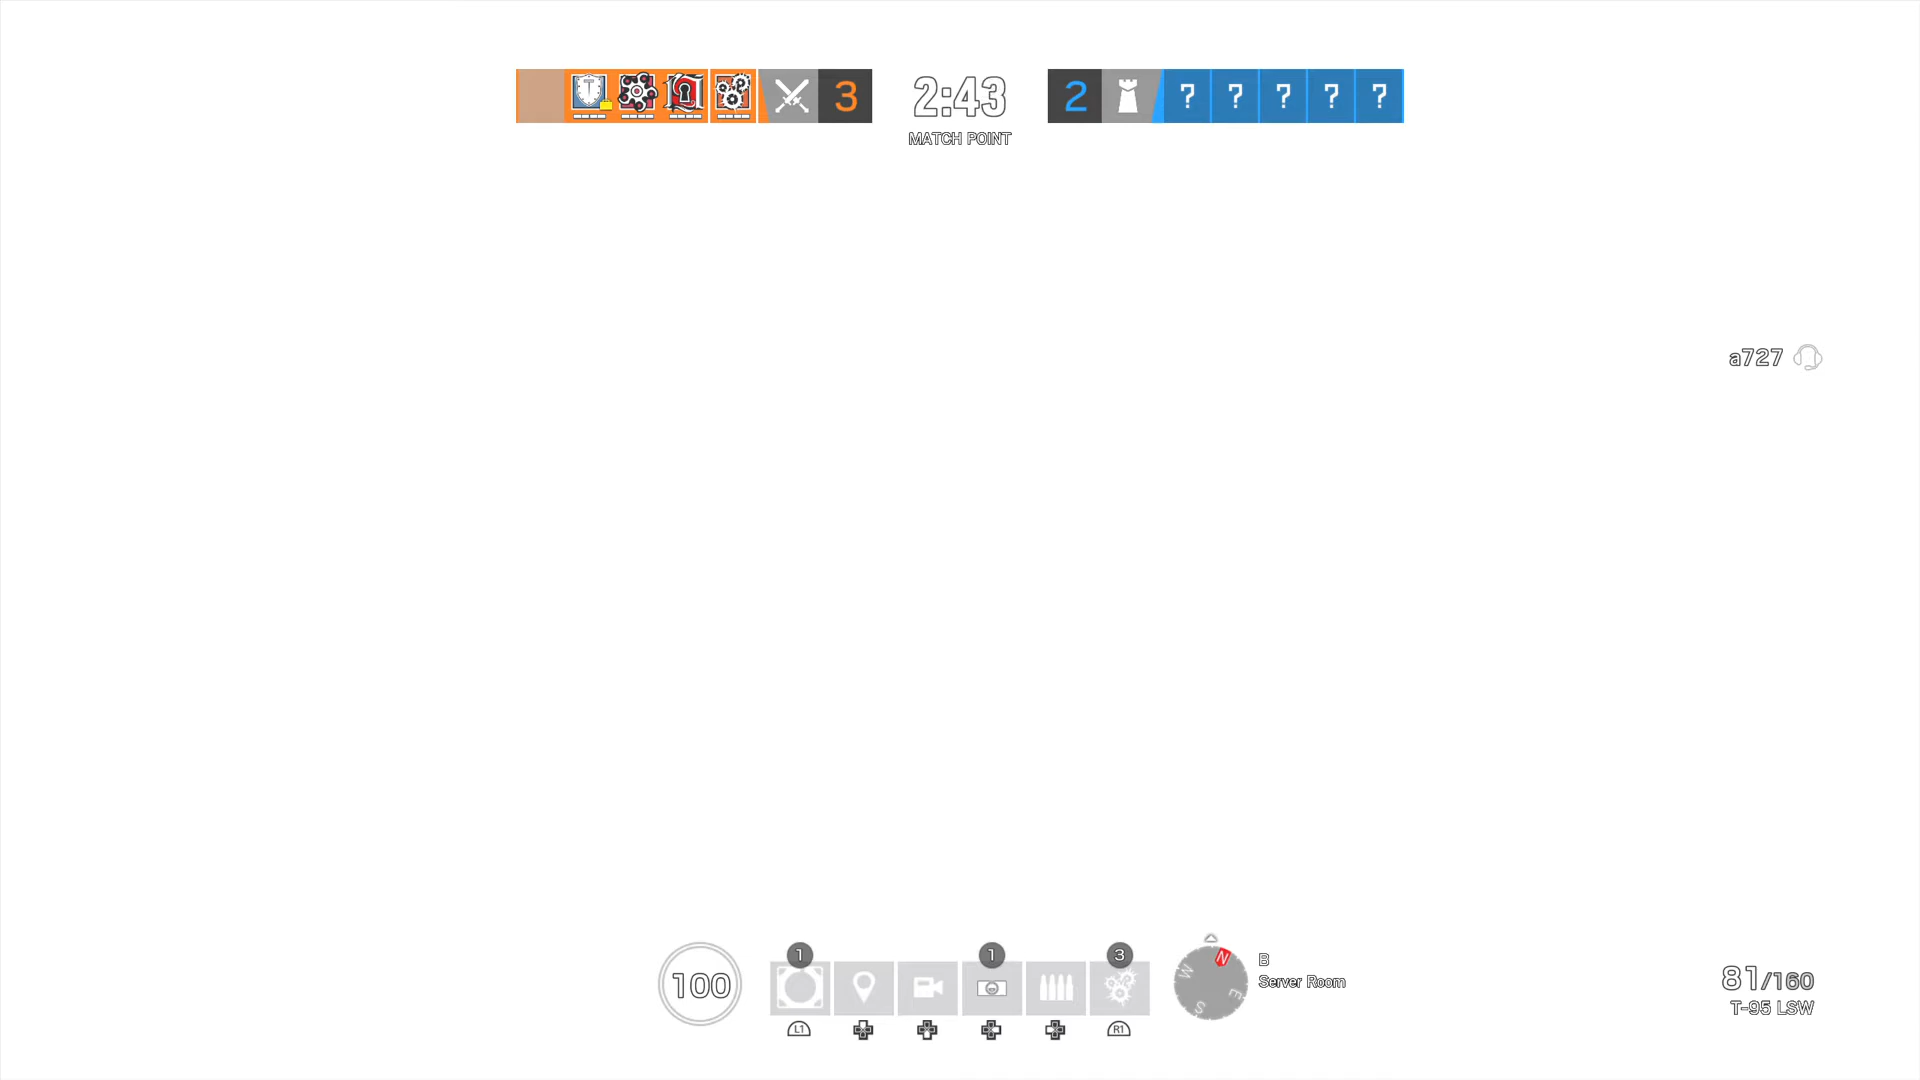 3
2:43
MATCH POINT
2
? ? ? ? ?
a727
100
1
1
3
L1
R1
N
E
S
W
B
Server Room
81/160
T-95 LSW